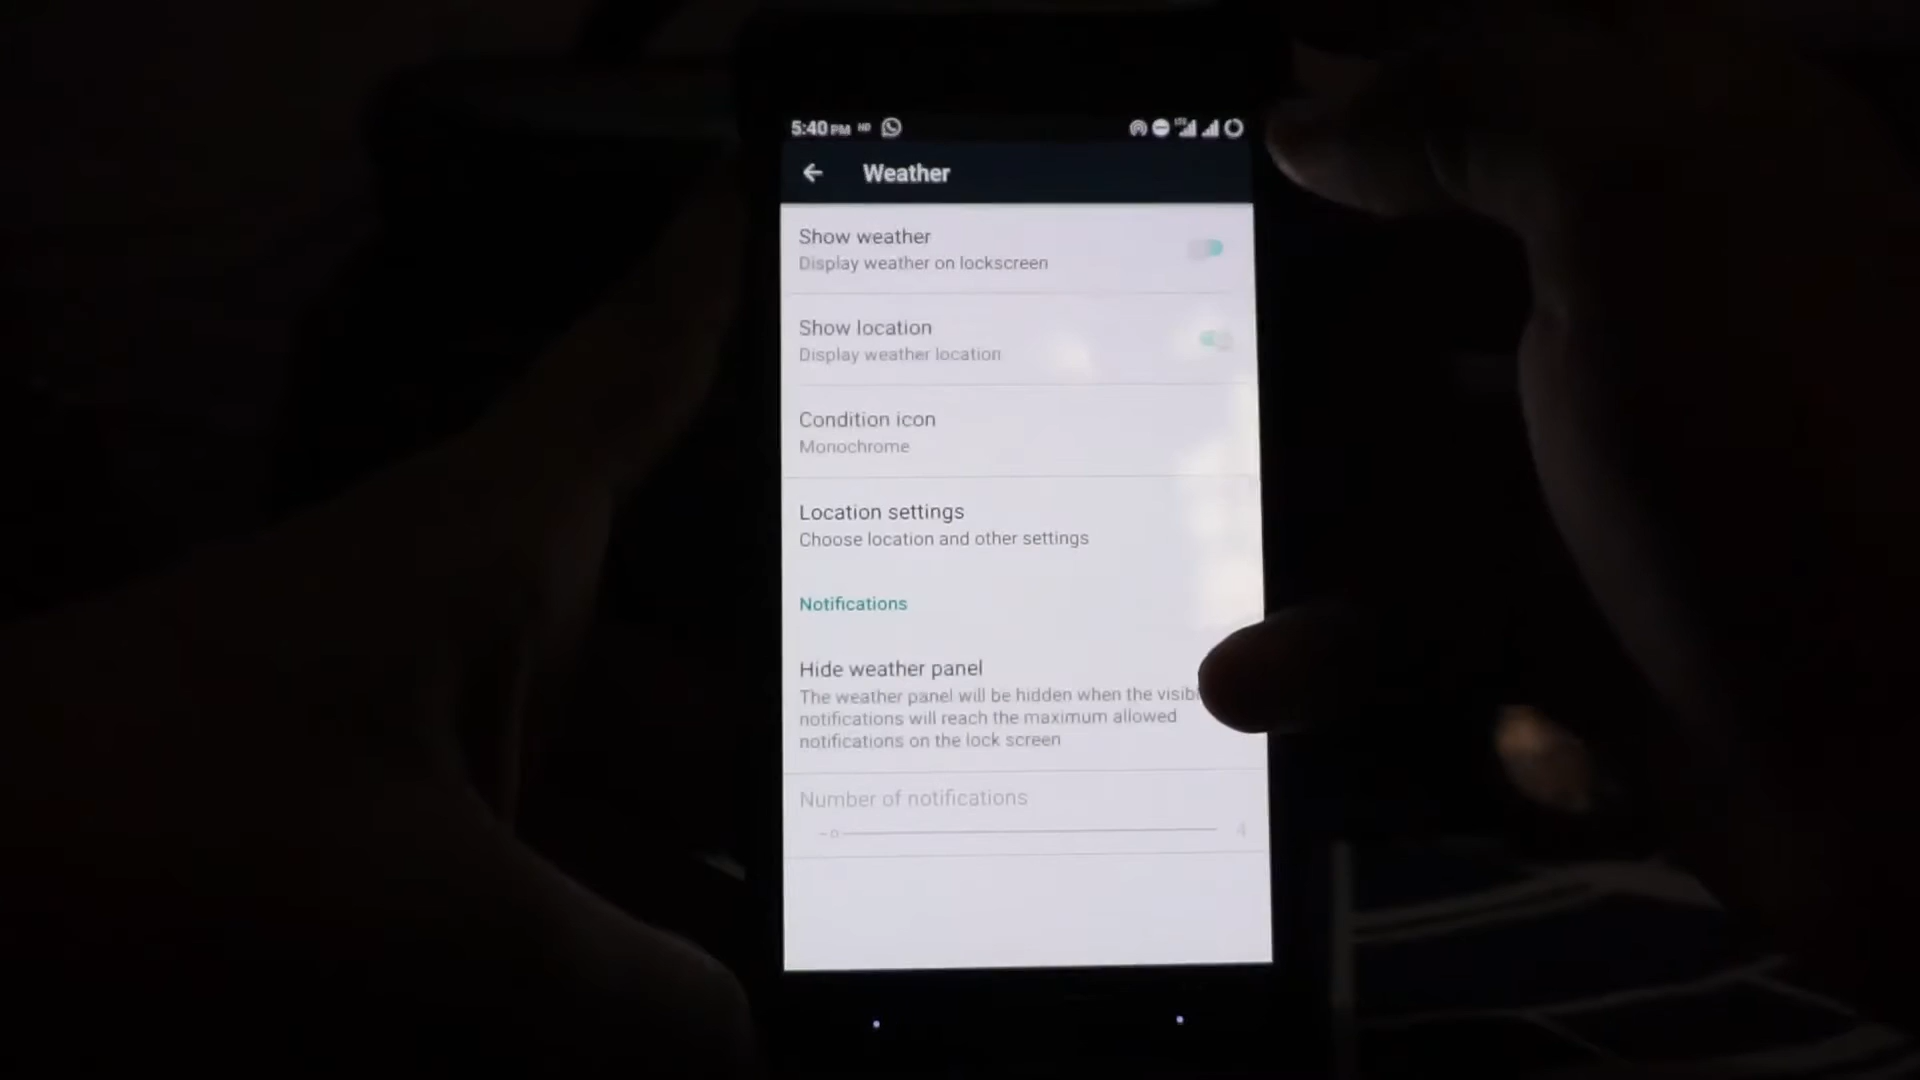 5:40 PM HD
Weather
Show weather
Display weather on lockscreen
Show location
Display weather location
Condition icon
Monochrome
Location settings
Choose location and other settings
Notifications
Hide weather panel
The weather panel will be hidden when the
notifications will reach the maximum allowed
notifications on the lock screen
Number of notifications
4